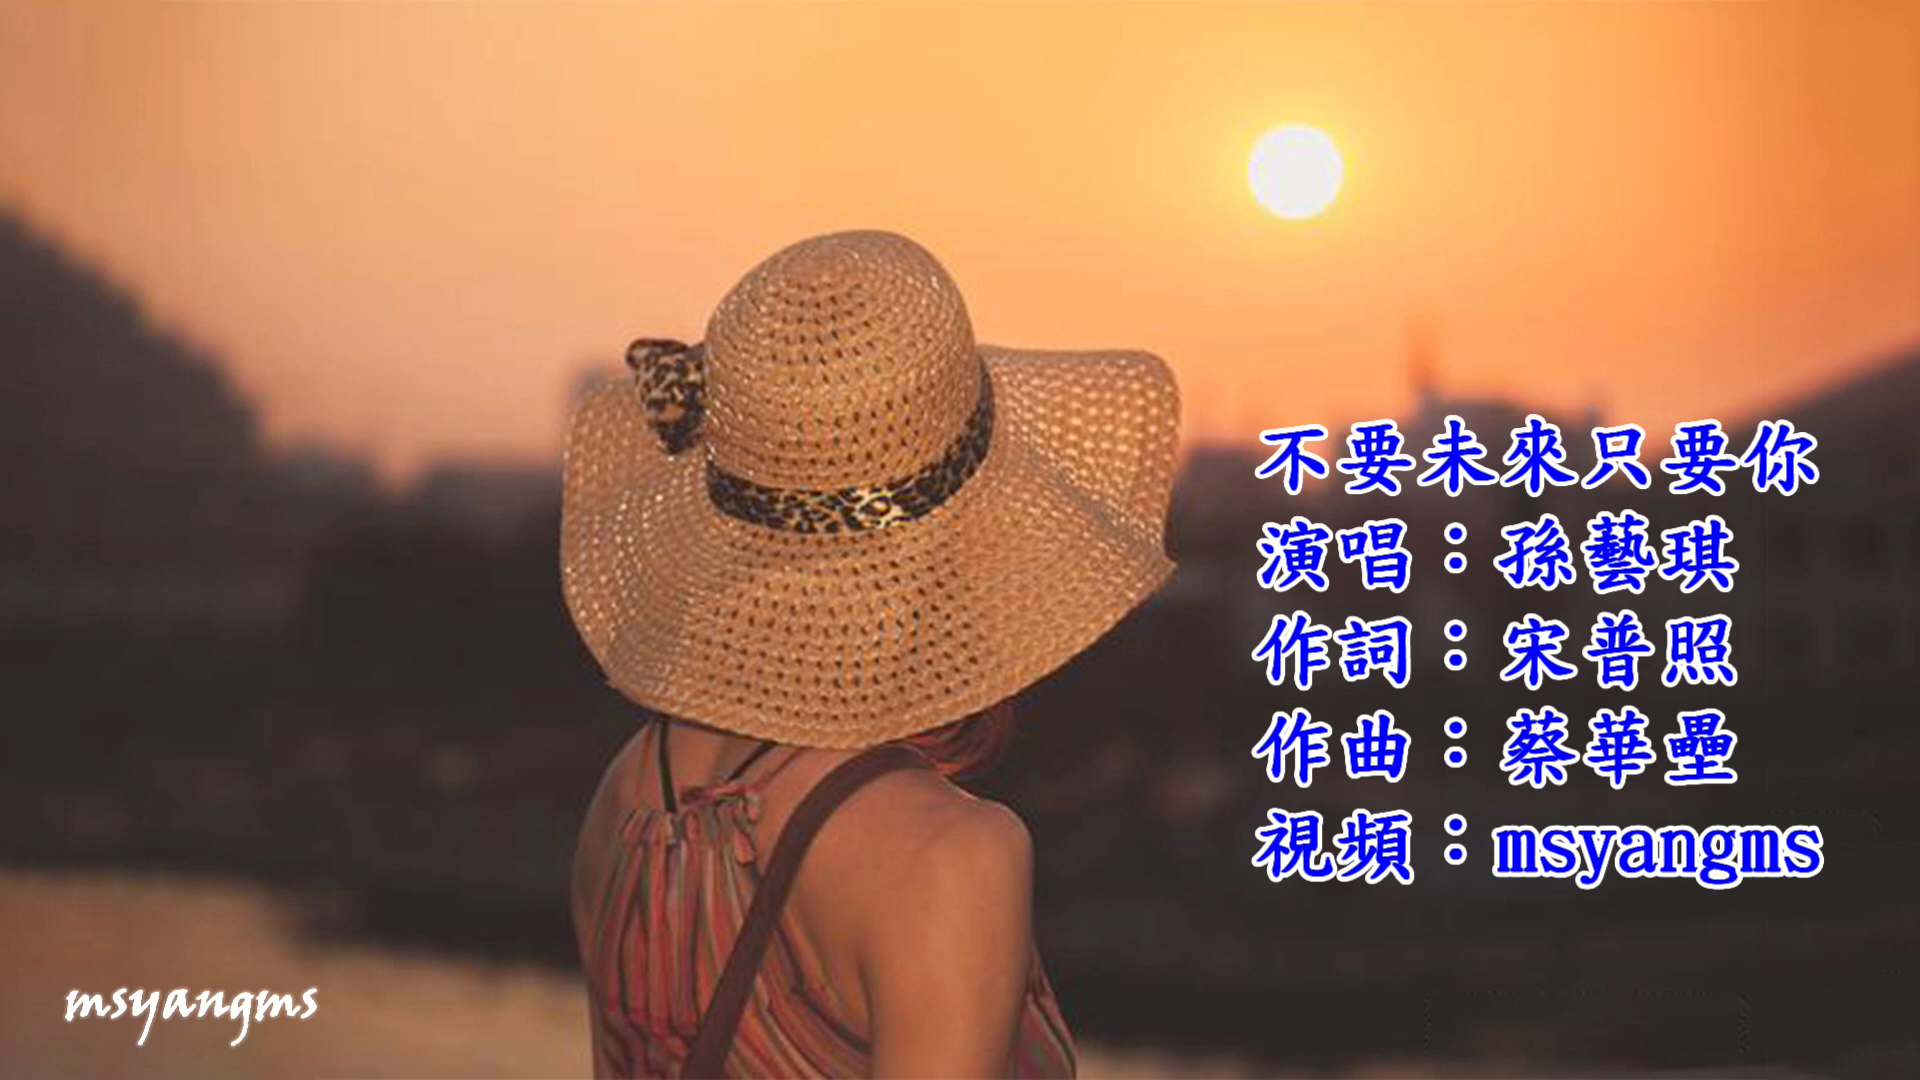 不要未來只要你
演唱：孫藝琪
作詞：宋普照
作曲：蔡華壘
視頻：msyangms
msyangms